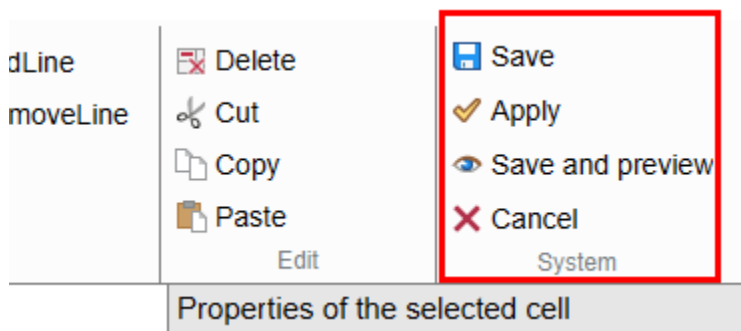 dLine
moveLine
Delete
Cut
Copy
Paste
Edit
Save
Apply
Save and preview
Cancel
System
Properties of the selected cell